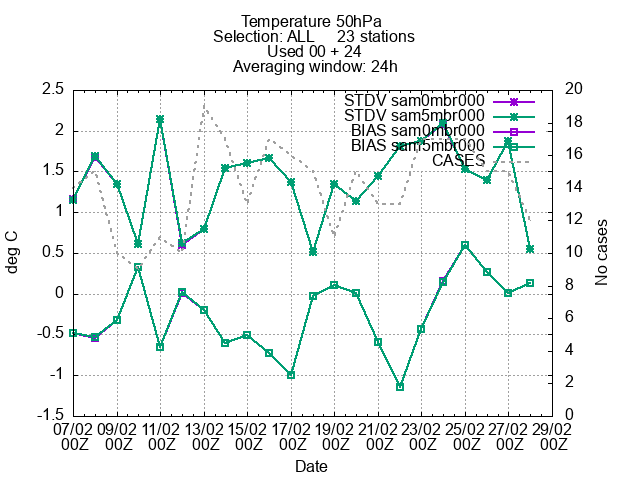 Temperature 50hPa
Selection: ALL 23 stations
Used 00 + 24
Averaging window: 24h
STDV sam0mbr000
STDV sam5mbr000
BIAS sam0mbr000
BIAS sam5mbr000
CASES
2.5
2
1.5
1
0.5
0
-0.5
-1
-1.5
deg C
20
18
16
14
12
10
8
6
4
2
0
No cases
07/02 09/02 11/02 13/02 15/02 17/02 19/02 21/02 23/02 25/02 27/02 29/02
00Z 00Z 00Z 00Z 00Z 00Z 00Z 00Z 00Z 00Z 00Z 00Z
Date